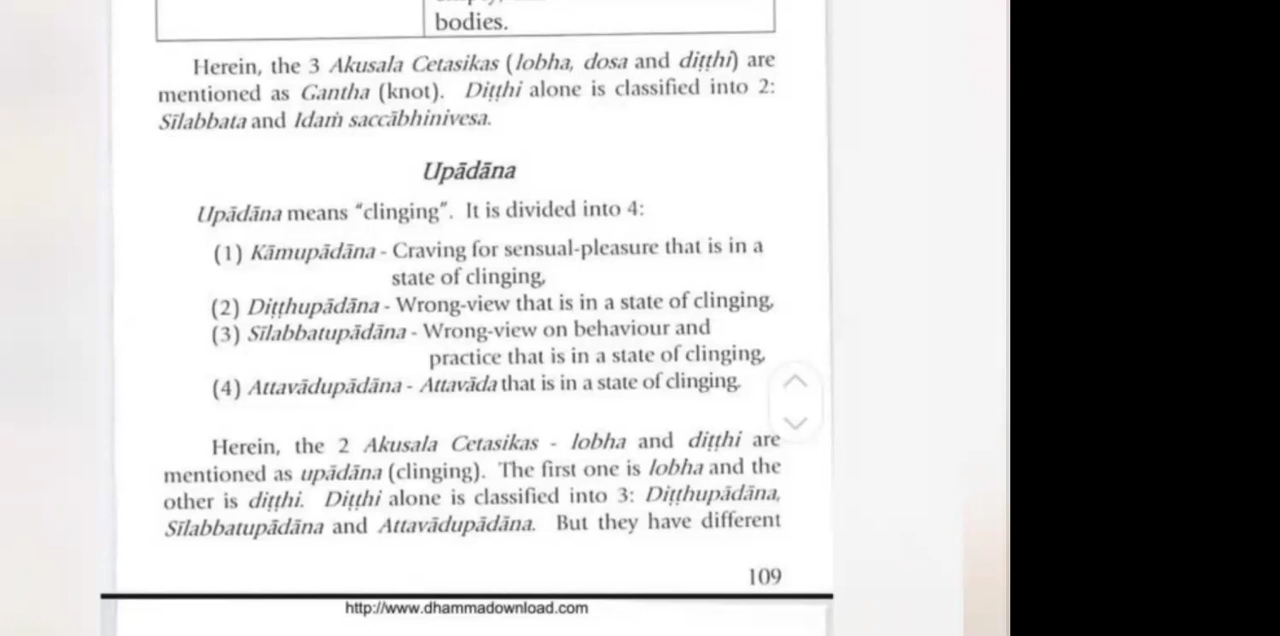 bodies.
Herein, the 3 Akusala Cetasikas (lobha, dosa and diṭṭhi) are
mentioned as Gantha (knot). Diṭṭhi alone is classified into 2:
Sīlabbata and Idaṁ saccābhinivesa.
Upādāna
Upādāna means “clinging”. It is divided into 4:
(1) Kāmupādāna - Craving for sensual-pleasure that is in a
state of clinging,
(2) Diṭṭhupādāna - Wrong-view that is in a state of clinging,
(3) Sīlabbatupādāna - Wrong-view on behaviour and
practice that is in a state of clinging,
(4) Attavādupādāna - Attavāda that is in a state of clinging.
Herein, the 2 Akusala Cetasikas - lobha and diṭṭhi are
mentioned as upādāna (clinging). The first one is lobha and the
other is diṭṭhi. Diṭṭhi alone is classified into 3: Diṭṭhupādāna,
Sīlabbatupādāna and Attavādupādāna. But they have different
109
http://www.dhammadownload.com